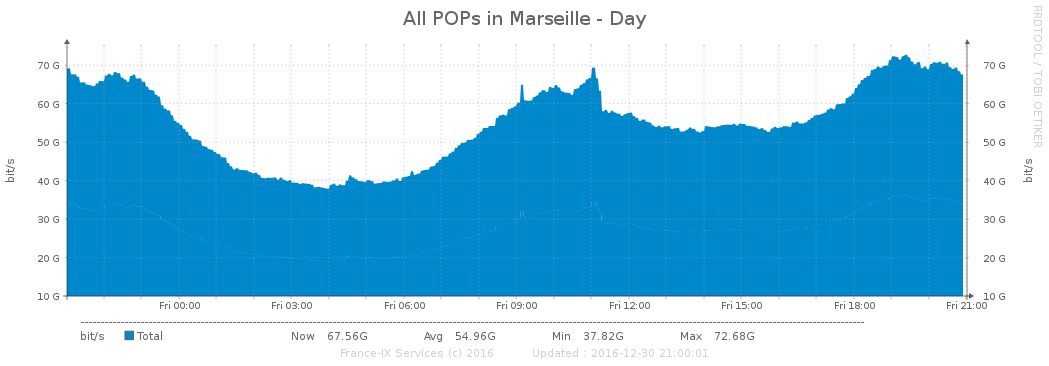 All POPs in Marseille - Day
RRDTOOL / TOBI OETIKER
bit/s
bit/s
70 G
70 G
60 G
60 G
50 G
50 G
40 G
40 G
30 G
30 G
20 G
20 G
10 G
10 G
Fri 00:00 Fri 03:00 Fri 06:00 Fri 09:00 Fri 12:00 Fri 15:00 Fri 18:00 Fri 21:00
bit/s Total Now 67.56G Avg 54.96G Min 37.82G Max 72.68G
France-IX Services (c) 2016 Updated : 2016-12-30 21:00:01